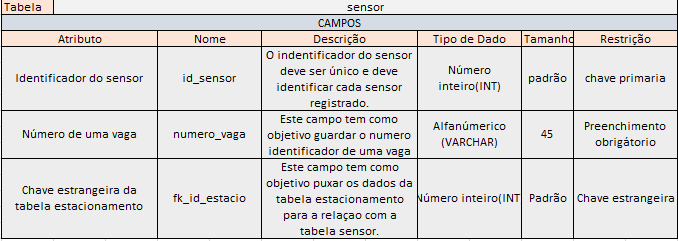 Tabela sensor
CAMPOS
Atributo Nome Descrição Tipo de Dado Tamanho Restrição
Identificador do sensor id_sensor O indentificador do sensor deve ser único e deve identificar cada sensor registrado. Número inteiro(INT) padrão chave primaria
Número de uma vaga numero_vaga Este campo tem como objetivo guardar o numero identificador de uma vaga Alfanúmerico (VARCHAR) 45 Preenchimento obrigátorio
Chave estrangeira da tabela estacionamento fk_id_estacio Este campo tem como objetivo puxar os dados da tabela estacionamento para a relaçao com a tabela sensor. Número inteiro(INT Padrão Chave estrangeira